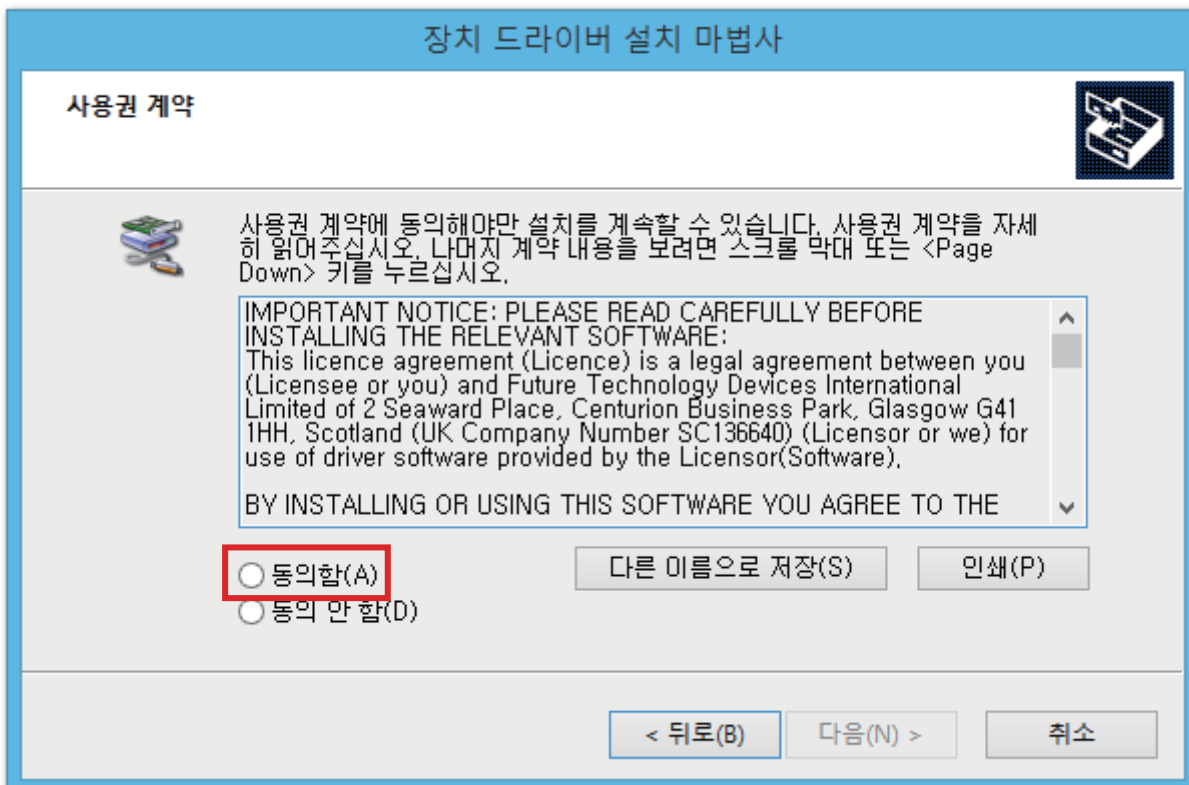 장치 드라이버 설치 마법사
사용권 계약
사용권 계약에 동의해야만 설치를 계속할 수 있습니다. 사용권 계약을 자세
히 읽어주십시오. 나머지 계약 내용을 보려면 스크롤 막대 또는 <Page
Down> 키를 누르십시오.
IMPORTANT NOTICE: PLEASE READ CAREFULLY BEFORE
INSTALLING THE RELEVANT SOFTWARE:
This licence agreement (Licence) is a legal agreement between you
(Licensee or you) and Future Technology Devices International
Limited of 2 Seaward Place, Centurion Business Park, Glasgow G41
1HH, Scotland (UK Company Number SC136640) (Licensor or we) for
use of driver software provided by the Licensor(Software).
BY INSTALLING OR USING THIS SOFTWARE YOU AGREE TO THE
동의함(A)
다른 이름으로 저장(S)
인쇄(P)
동의 안 함(D)
< 뒤로(B)
다음(N) >
취소